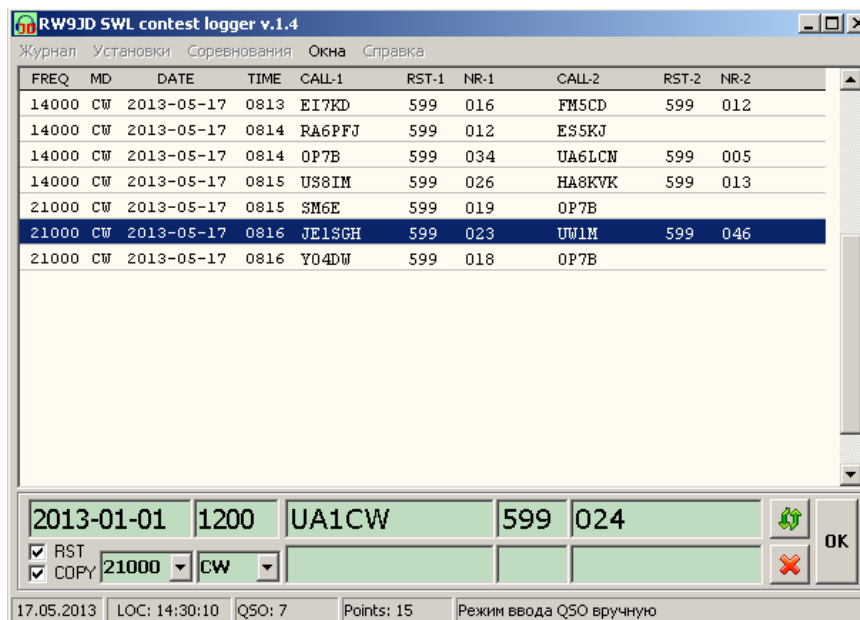 RW9JD SWL contest logger v.1.4
Журнал Установки Соревнования Окна Справка
FREQ MD DATE TIME CALL-1 RST-1 NR-1 CALL-2 RST-2 NR-2
14000 CW 2013-05-17 0813 EI7KD 599 016 FM5CD 599 012
14000 CW 2013-05-17 0814 RA6PFJ 599 012 ES5KJ
14000 CW 2013-05-17 0814 OP7B 599 034 UA6LCN 599 005
14000 CW 2013-05-17 0815 US8IM 599 026 HA8KVK 599 013
21000 CW 2013-05-17 0815 SM6E 599 019 OP7B
21000 CW 2013-05-17 0816 JE1SGH 599 023 UW1M 599 046
21000 CW 2013-05-17 0816 YO4DW 599 018 OP7B
2013-01-01 1200 UA1CW 599 024
RST
COPY 21000 CW
OK
17.05.2013 LOC: 14:30:10 QSO: 7 Points: 15 Режим ввода QSO вручную